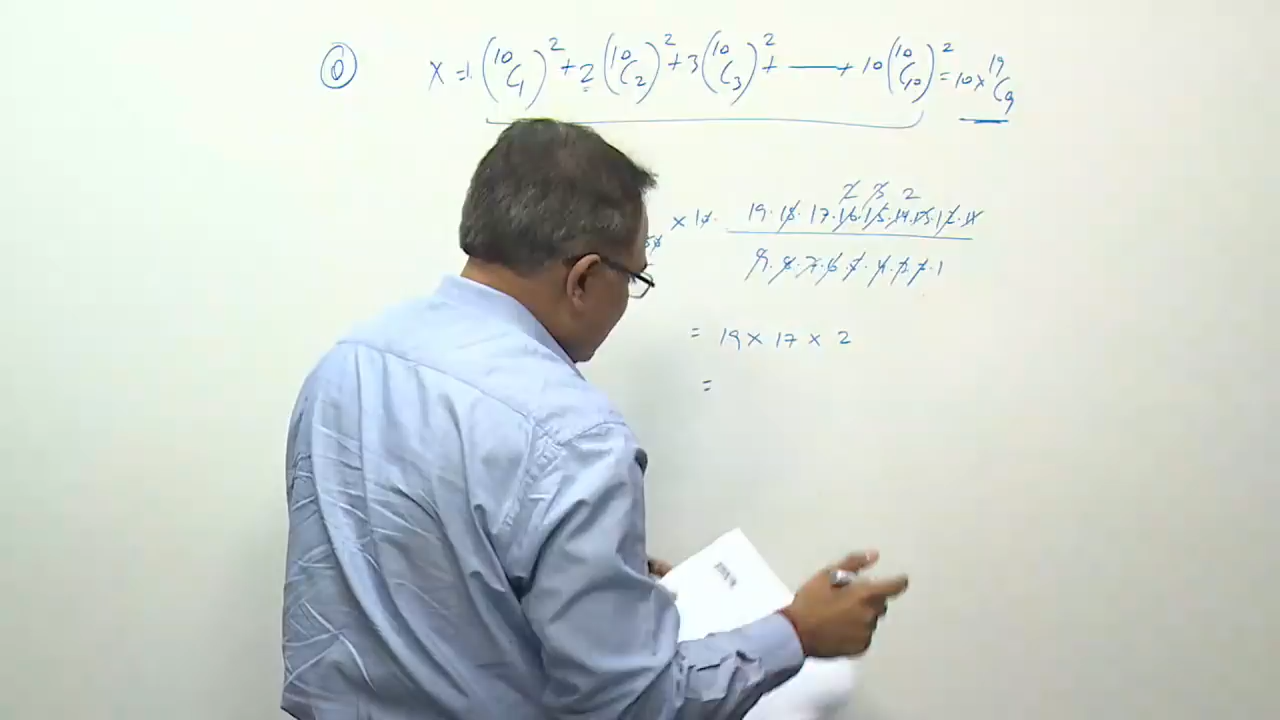 ⑥ X = 1.(¹⁰C₁)² + 2(¹⁰C₂)² + 3(¹⁰C₃)² + —— + 10(¹⁰C₁₀)² = 10 × ¹⁹C₉
2 3 2
× 10. 19·18·17·16·15·14·13·12·11
9·8·7·6·5·4·3·2·1
= 19 × 17 × 2
=